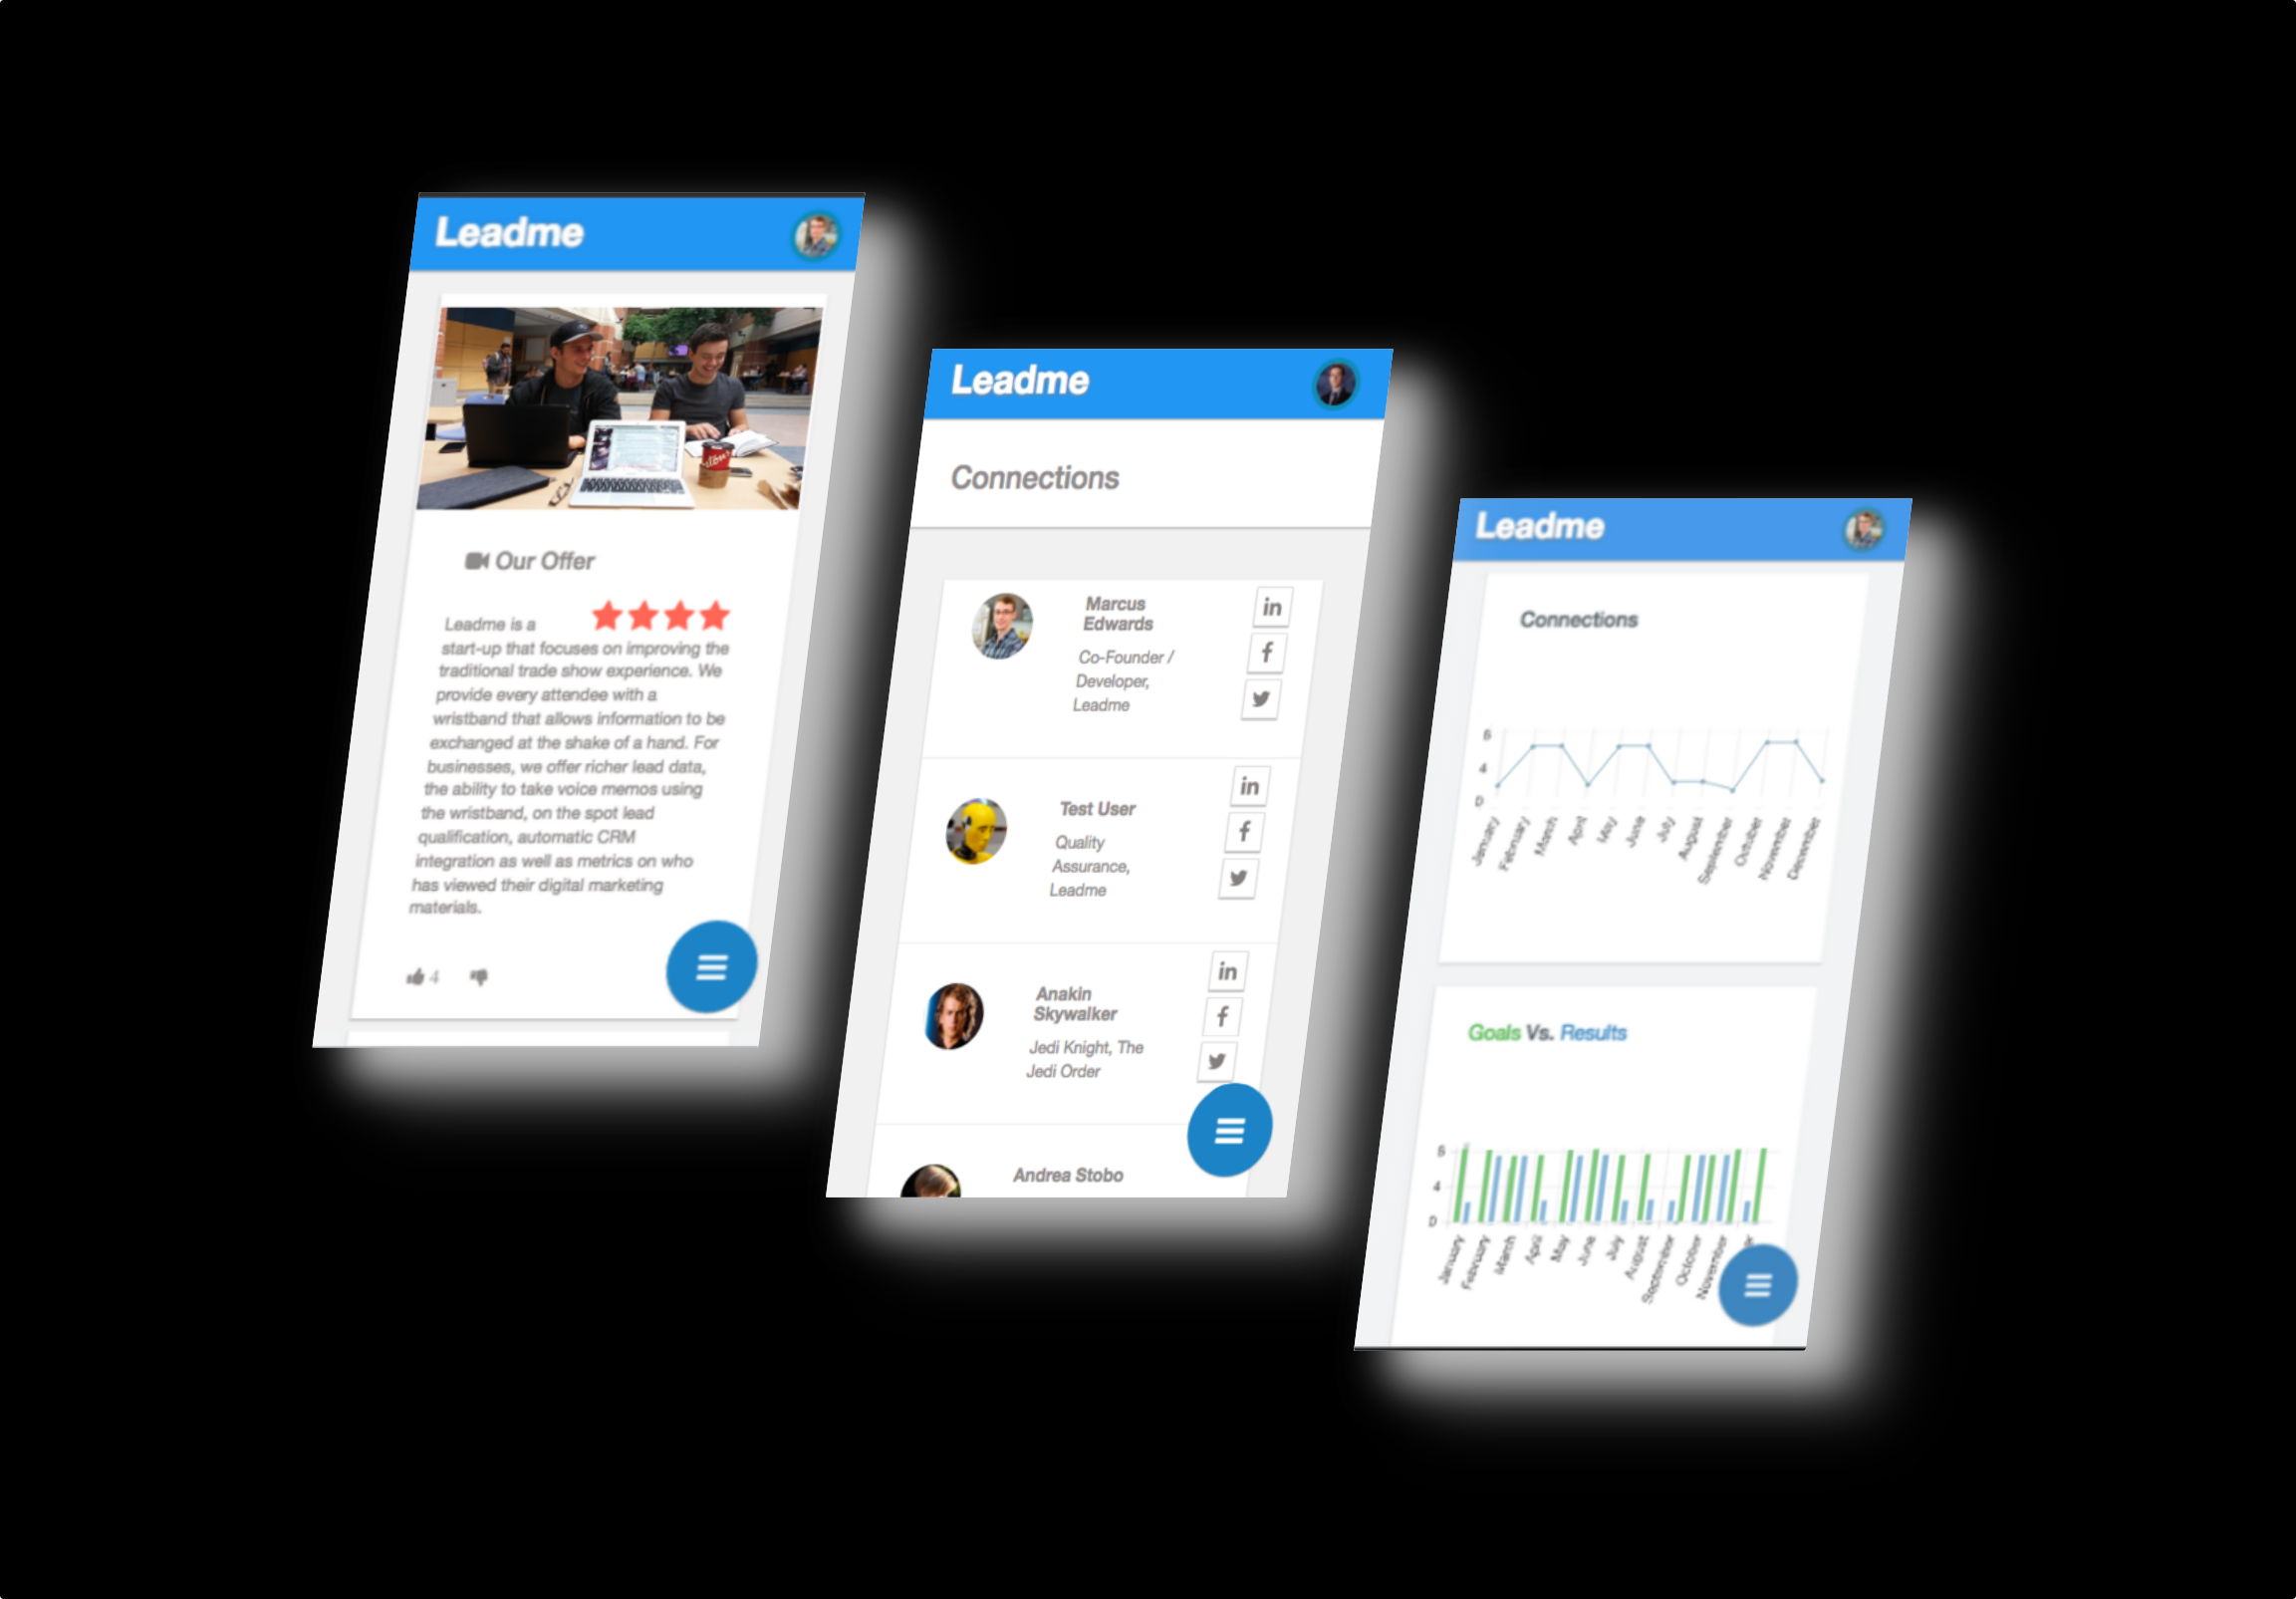 Leadme
Our Offer
Leadme is a
start-up that focuses on improving the
traditional trade show experience. We
provide every attendee with a
wristband that allows information to be
exchanged at the shake of a hand. For
businesses, we offer richer lead data,
the ability to take voice memos using
the wristband, on the spot lead
qualification, automatic CRM
integration as well as metrics on who
has viewed their digital marketing
materials.
4
Leadme
Connections
Marcus
Edwards
Co-Founder /
Developer,
Leadme
in
f
Test User
Quality
Assurance,
Leadme
in
f
Anakin
Skywalker
Jedi Knight, The
Jedi Order
in
f
Andrea Stobo
Leadme
Connections
4
January
February
March
April
May
June
July
August
September
October
November
December
Goals Vs. Results
4
January
February
March
April
May
June
July
August
September
October
November